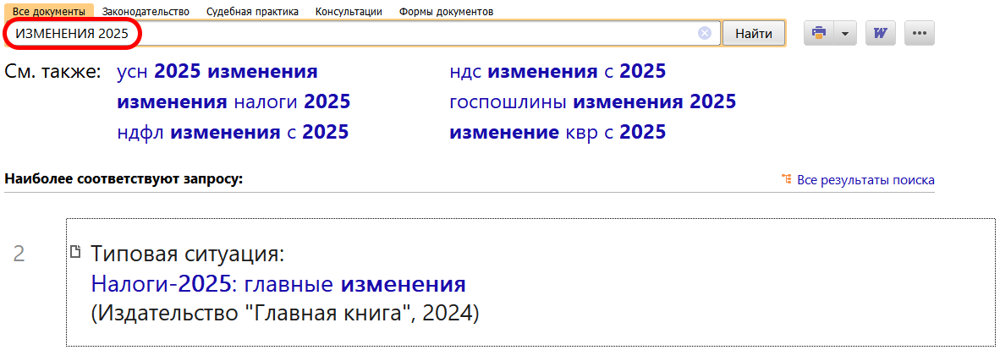 Все документы Законодательство Судебная практика Консультации Формы документов
ИЗМЕНЕНИЯ 2025 Найти W
См. также: усн 2025 изменения ндс изменения с 2025
изменения налоги 2025 госпошлины изменения 2025
ндфл изменения с 2025 изменение квр с 2025
Наиболее соответствуют запросу: Все результаты поиска
2 Типовая ситуация:
Налоги-2025: главные изменения
(Издательство "Главная книга", 2024)